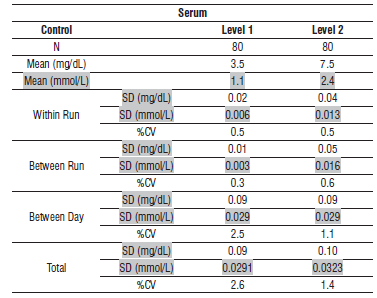 Serum
Control Level 1 Level 2
N 80 80
Mean (mg/dL) 3.5 7.5
Mean (mmol/L) 1.1 2.4
SD (mg/dL) 0.02 0.04
Within Run SD (mmol/L) 0.006 0.013
%CV 0.5 0.5
SD (mg/dL) 0.01 0.05
Between Run SD (mmol/L) 0.003 0.016
%CV 0.3 0.6
SD (mg/dL) 0.09 0.09
Between Day SD (mmol/L) 0.029 0.029
%CV 2.5 1.1
SD (mg/dL) 0.09 0.10
Total SD (mmol/L) 0.0291 0.0323
%CV 2.6 1.4